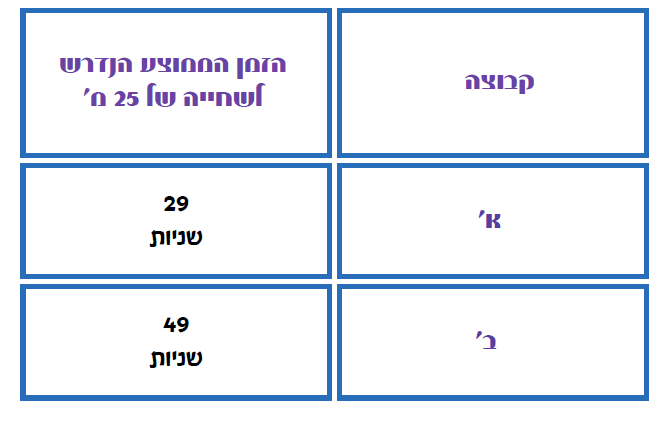 קבוצה
הזמן הממוצע הנדרש
לשחייה של 25 מ'
א'
29
שניות
ב'
49
שניות